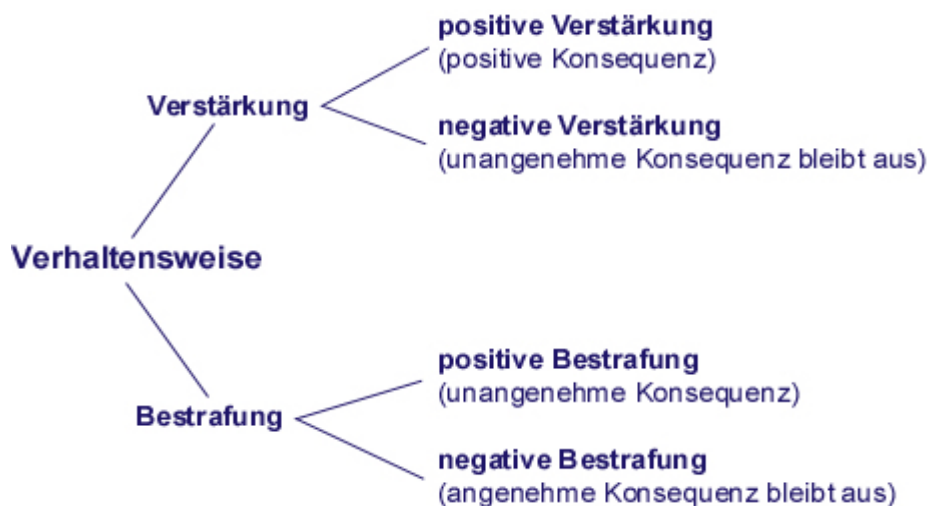 positive Verstärkung
(positive Konsequenz)
Verstärkung
negative Verstärkung
(unangenehme Konsequenz bleibt aus)
Verhaltensweise
positive Bestrafung
(unangenehme Konsequenz)
Bestrafung
negative Bestrafung
(angenehme Konsequenz bleibt aus)